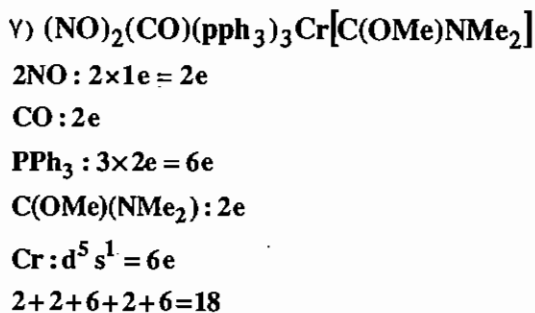 ۷) (NO)₂(CO)(pph₃)₃Cr[C(OMe)NMe₂]
2NO : 2×1e = 2e
CO : 2e
PPh₃ : 3×2e = 6e
C(OMe)(NMe₂) : 2e
Cr : d⁵ s¹ = 6e
2+2+6+2+6=18